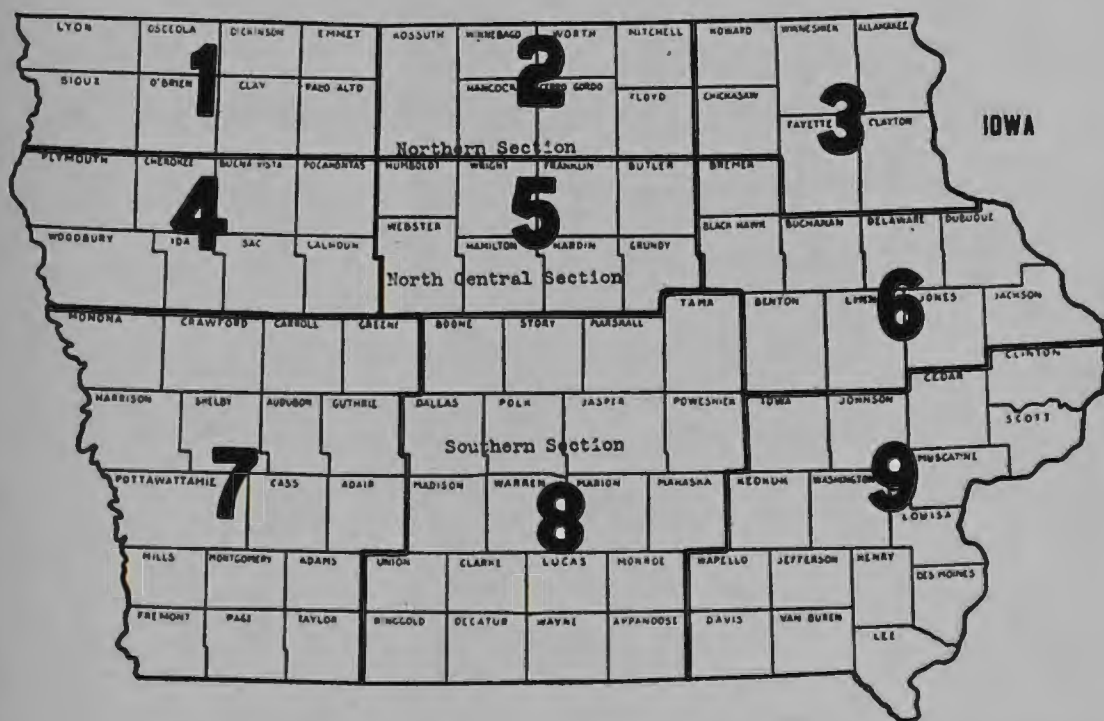 LYON OSCEOLA DICKINSON EMMET KOSSUTH WINNEBAGO WORTH MITCHELL HOWARD WINNESHIEK ALLAMAKEE
1 2 3
SIOUX O'BRIEN CLAY PALO ALTO HANCOCK CERRO GORDO FLOYD CHICKASAW FAYETTE CLAYTON
IOWA
Northern Section
PLYMOUTH CHEROKEE BUENA VISTA POCAHONTAS HUMBOLDT WRIGHT FRANKLIN BUTLER BREMER
4 5
WOODBURY IDA SAC CALHOUN WEBSTER HAMILTON HARDIN GRUNDY BLACK HAWK BUCHANAN DELAWARE DUBUQUE
North Central Section
6
MONONA CRAWFORD CARROLL GREENE BOONE STORY MARSHALL TAMA BENTON LINN JONES JACKSON
CLINTON
CEDAR
HARRISON SHELBY AUDUBON GUTHRIE DALLAS POLK JASPER POWESHIEK IOWA JOHNSON
SCOTT
Southern Section
MUSCATINE
7 8 9
POTTAWATTAMIE CASS ADAIR MADISON WARREN MARION MAHASKA KEOKUK WASHINGTON
LOUISA
MILLS MONTGOMERY ADAMS UNION CLARKE LUCAS MONROE WAPELLO JEFFERSON HENRY
DES MOINES
FREMONT PAGE TAYLOR RINGGOLD DECATUR WAYNE APPANOOSE DAVIS VAN BUREN
LEE